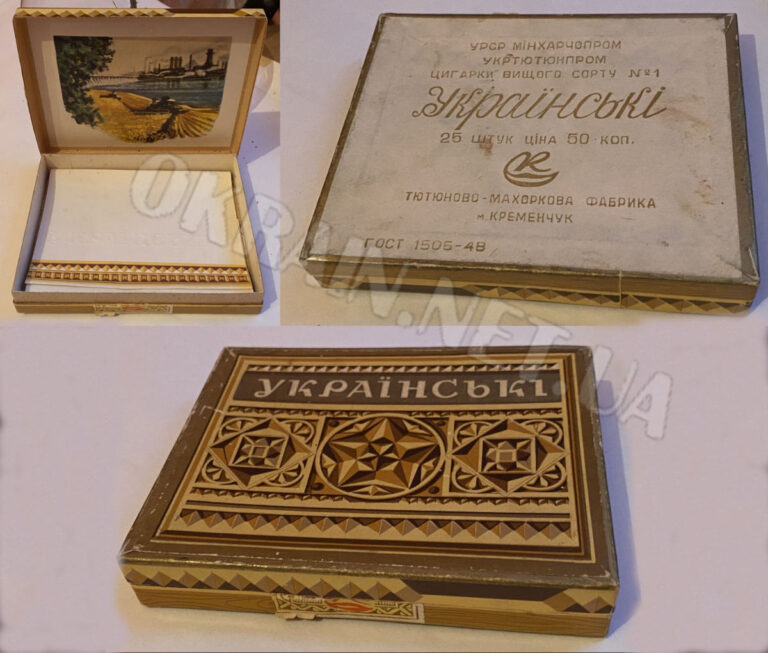 УРСР МІНХАРЧОПРОМ
УКРТЮТЮНПРОМ
ЦИГАРКИ ВИЩОГО СОРТУ №1
Українські
25 ШТУК ЦІНА 50 КОП.
ТЮТЮНОВО-МАХОРКОВА ФАБРИКА
м. КРЕМЕНЧУК
ГОСТ 1505-48
УКРАЇНСЬКІ
OKRAIN.NET.UA